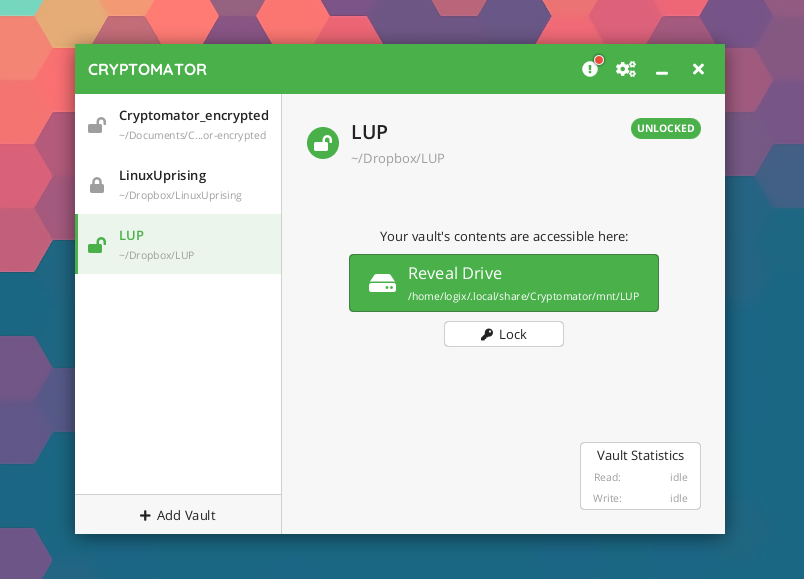 CRYPTOMATOR
Cryptomator_encrypted
~/Documents/C...or-encrypted
LinuxUprising
~/Dropbox/LinuxUprising
LUP
~/Dropbox/LUP
Add Vault
LUP
~/Dropbox/LUP
UNLOCKED
Your vault's contents are accessible here:
Reveal Drive
/home/logix/.local/share/Cryptomator/mnt/LUP
Lock
Vault Statistics
Read: idle
Write: idle